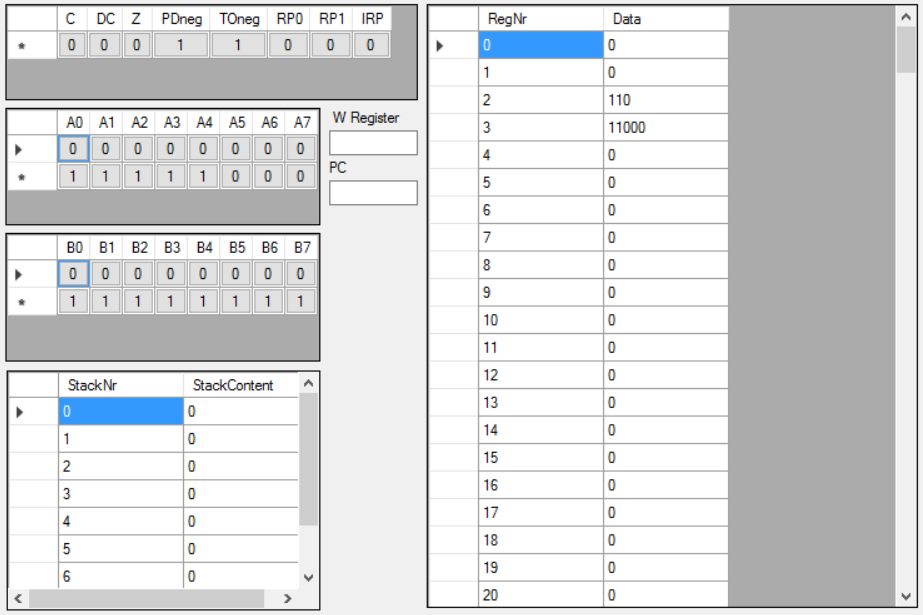 C DC Z PDneg TOneg RP0 RP1 IRP
* 0 0 0 1 1 0 0 0
A0 A1 A2 A3 A4 A5 A6 A7
0 0 0 0 0 0 0 0
* 1 1 1 1 1 0 0 0
W Register
PC
B0 B1 B2 B3 B4 B5 B6 B7
0 0 0 0 0 0 0 0
* 1 1 1 1 1 1 1 1
StackNr StackContent
0 0
1 0
2 0
3 0
4 0
5 0
6 0
RegNr Data
0 0
1 0
2 110
3 11000
4 0
5 0
6 0
7 0
8 0
9 0
10 0
11 0
12 0
13 0
14 0
15 0
16 0
17 0
18 0
19 0
20 0